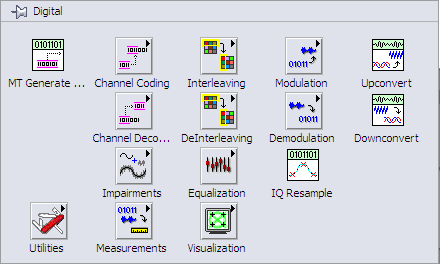 Digital
0101101
MT Generate ...
Channel Coding
Interleaving
01011
Modulation
Upconvert
Channel Deco...
DeInterleaving
01011
Demodulation
Downconvert
Impairments
Equalization
0101101
IQ Resample
Utilities
01011
Measurements
Visualization